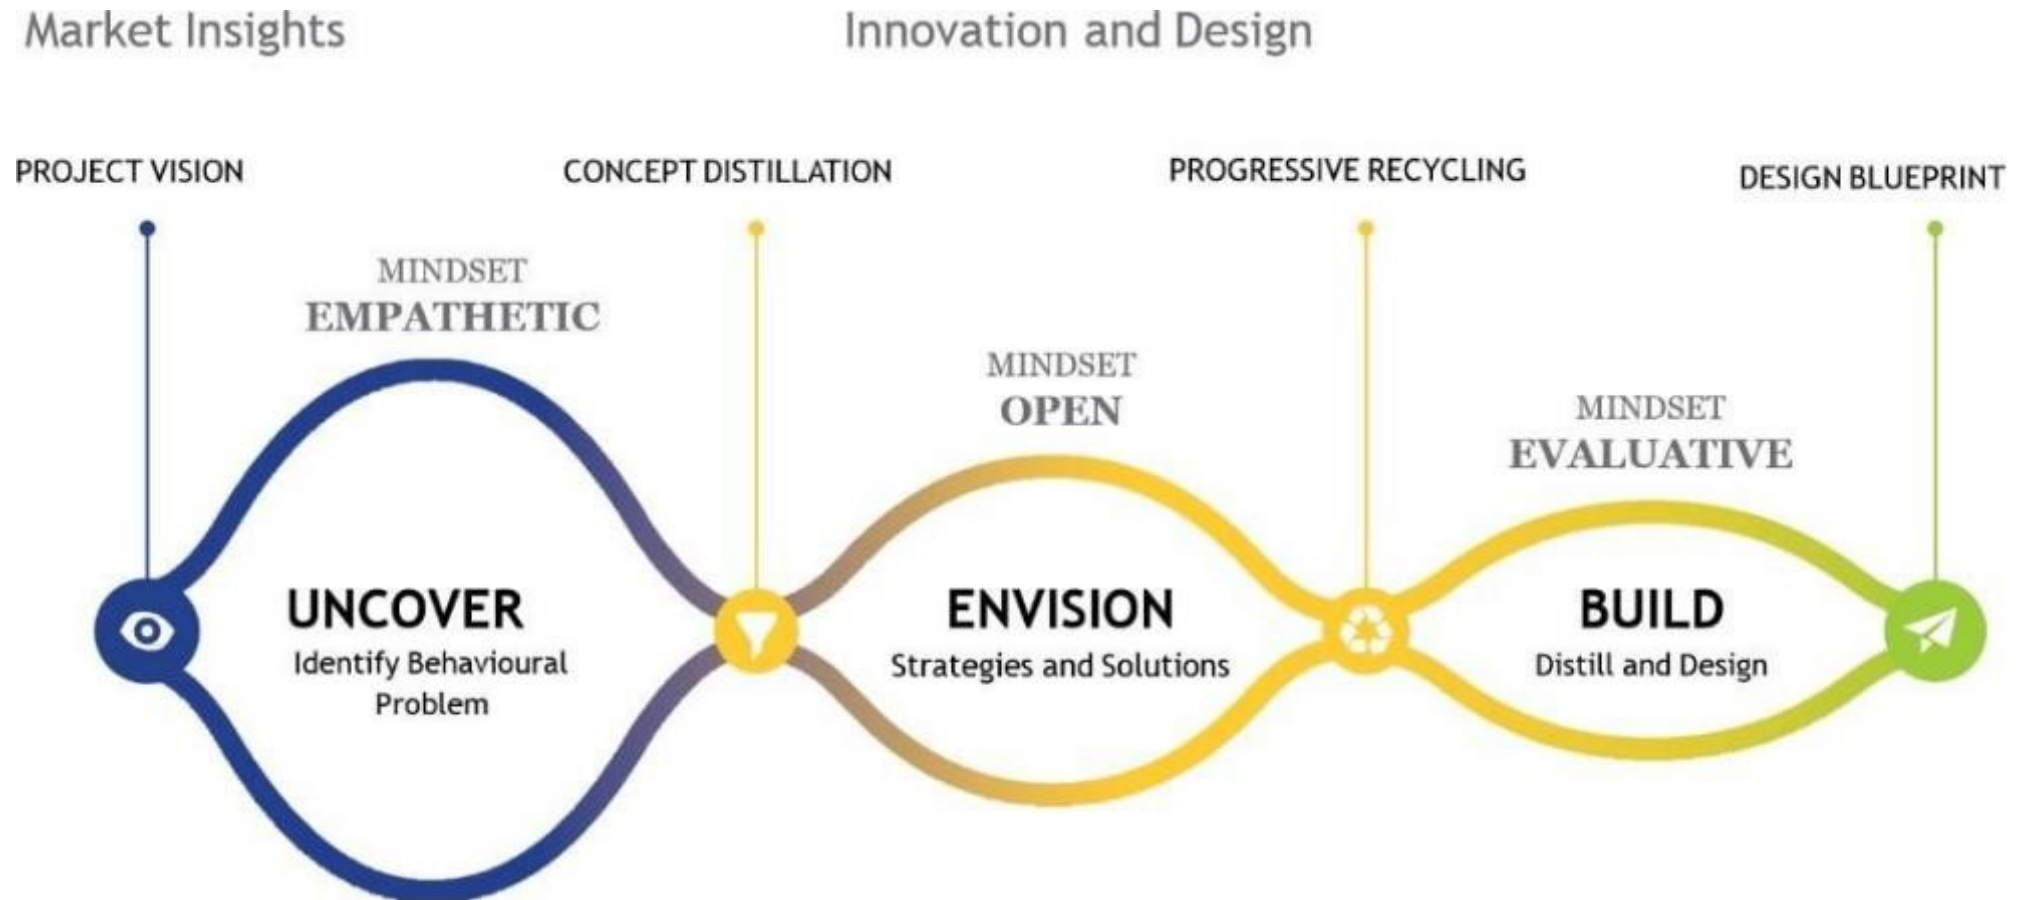 Market Insights
Innovation and Design
PROJECT VISION
CONCEPT DISTILLATION
PROGRESSIVE RECYCLING
DESIGN BLUEPRINT
MINDSET
EMPATHETIC
MINDSET
OPEN
MINDSET
EVALUATIVE
UNCOVER
Identify Behavioural
Problem
ENVISION
Strategies and Solutions
BUILD
Distill and Design